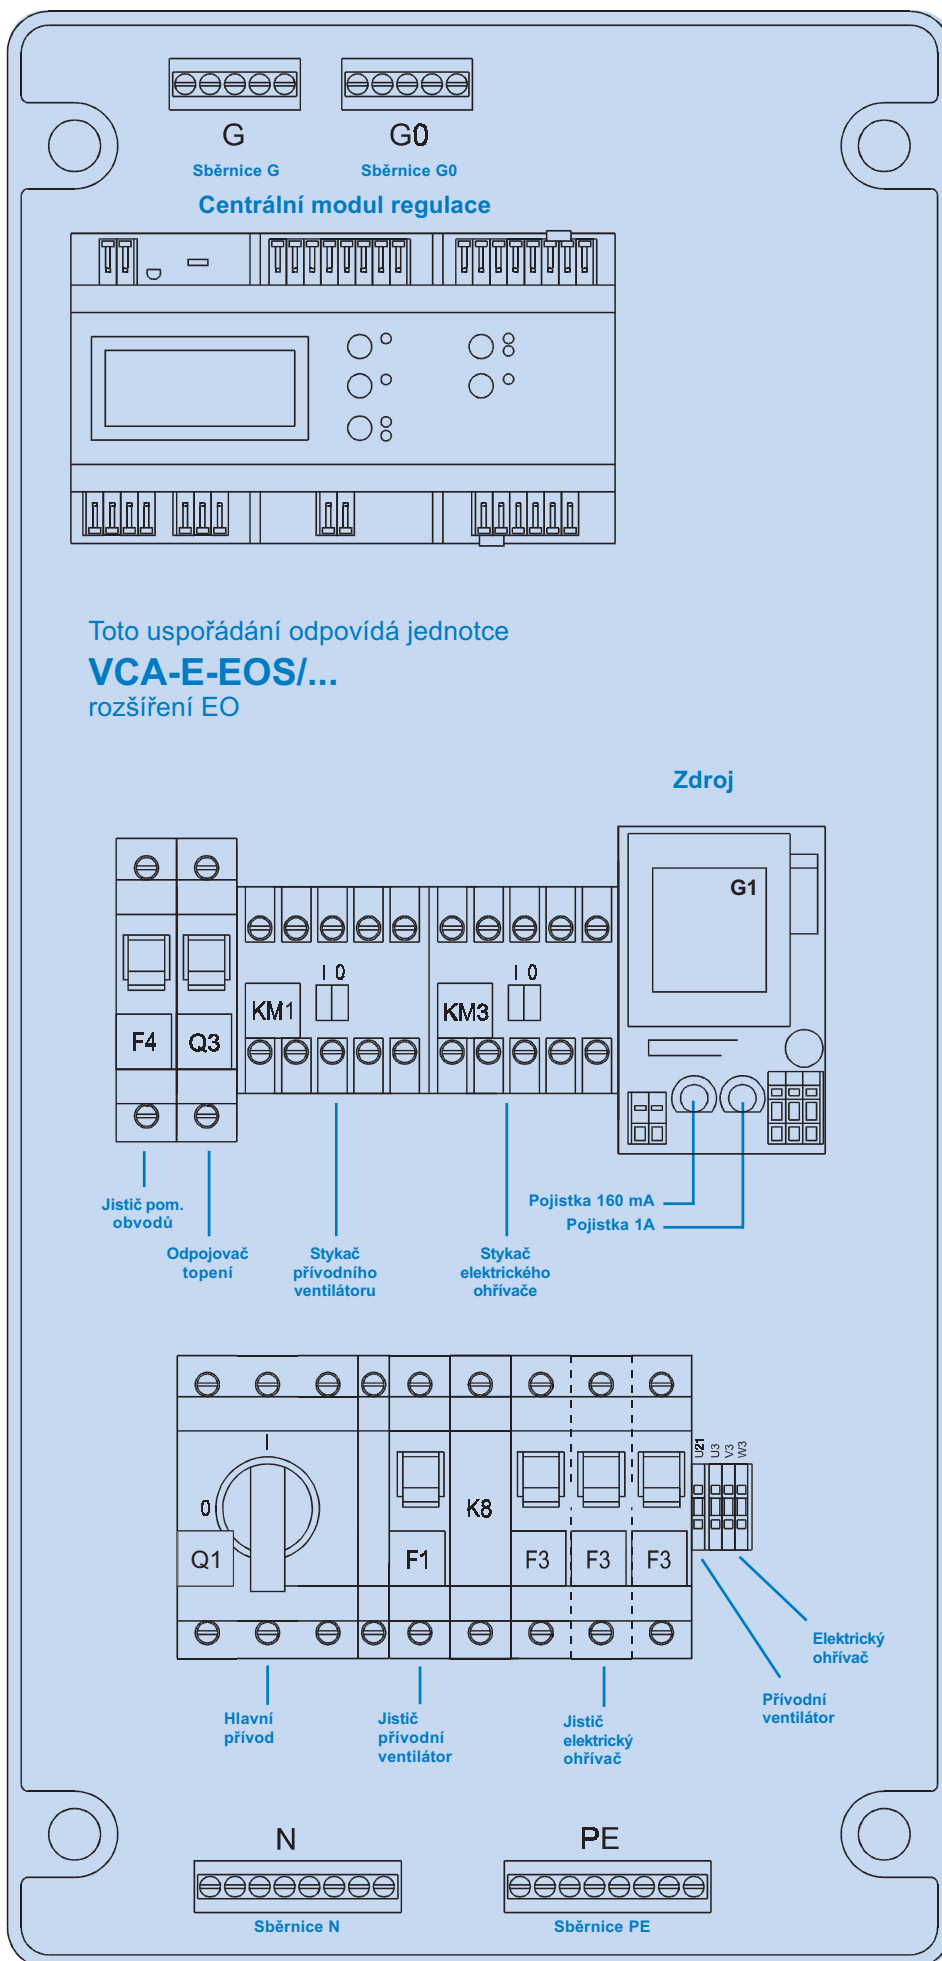 G G0
Sběrnice G Sběrnice G0
Centrální modul regulace
Toto uspořádání odpovídá jednotce
VCA-E-EOS/...
rozšíření EO
Zdroj
G1
I 0 I 0
KM1 KM3
F4 Q3
Pojistka 160 mA
Pojistka 1A
Jistič pom.
obvodů
Odpojovač
topení
Stykač
přívodního
ventilátoru
Stykač
elektrického
ohřívače
U21 U3 V3 W3
I
0
K8
Q1 F1 F3 F3 F3
Elektrický
ohřívač
Přívodní
ventilátor
Hlavní
přívod
Jistič
přívodní
ventilátor
Jistič
elektrický
ohřívač
N PE
Sběrnice N Sběrnice PE